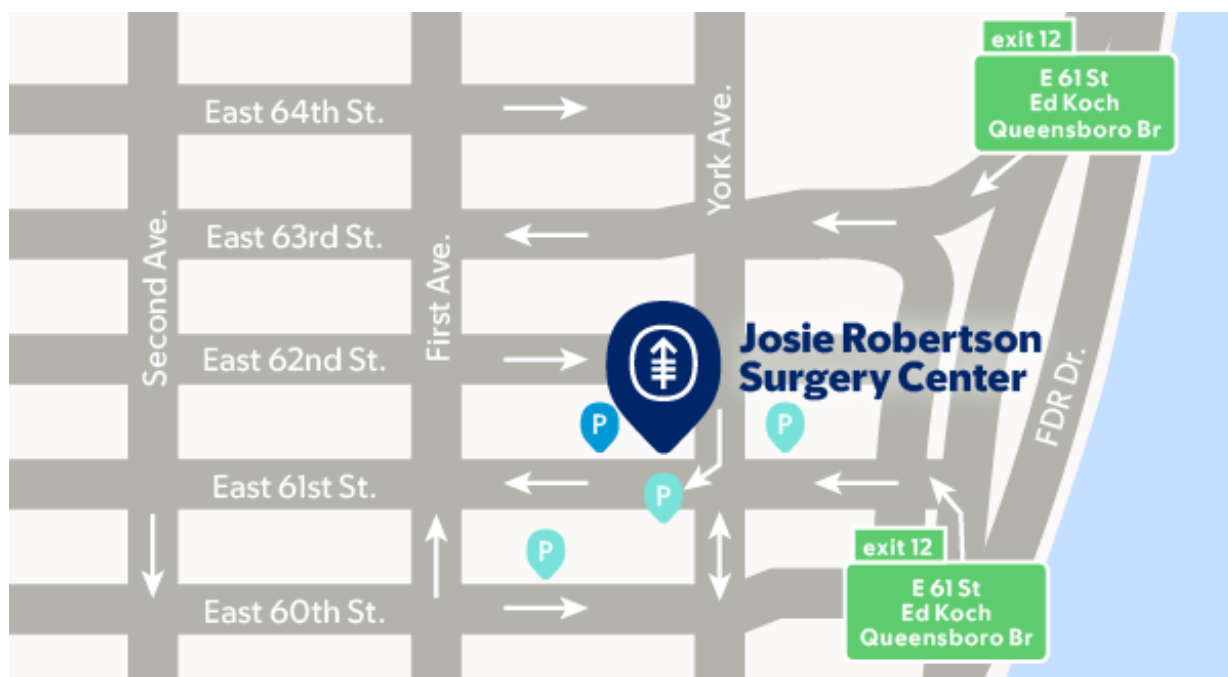 exit 12
E 61 St
Ed Koch
Queensboro Br
East 64th St.
York Ave.
East 63rd St.
Second Ave.
First Ave.
East 62nd St.
Josie Robertson
Surgery Center
FDR Dr.
P
P
East 61st St.
P
P
exit 12
E 61 St
Ed Koch
Queensboro Br
East 60th St.